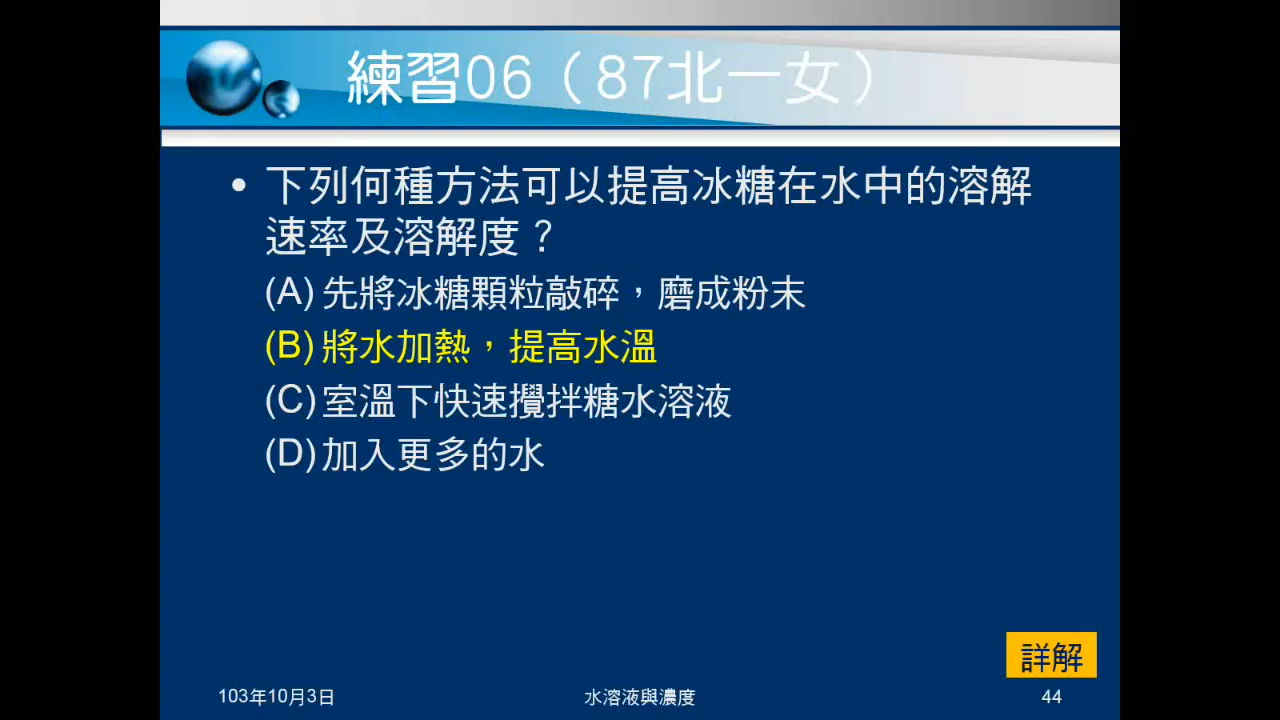 練習06（87北一女）
• 下列何種方法可以提高冰糖在水中的溶解
速率及溶解度？
(A) 先將冰糖顆粒敲碎，磨成粉末
(B) 將水加熱，提高水溫
(C) 室溫下快速攪拌糖水溶液
(D) 加入更多的水
詳解
103年10月3日
水溶液與濃度
44